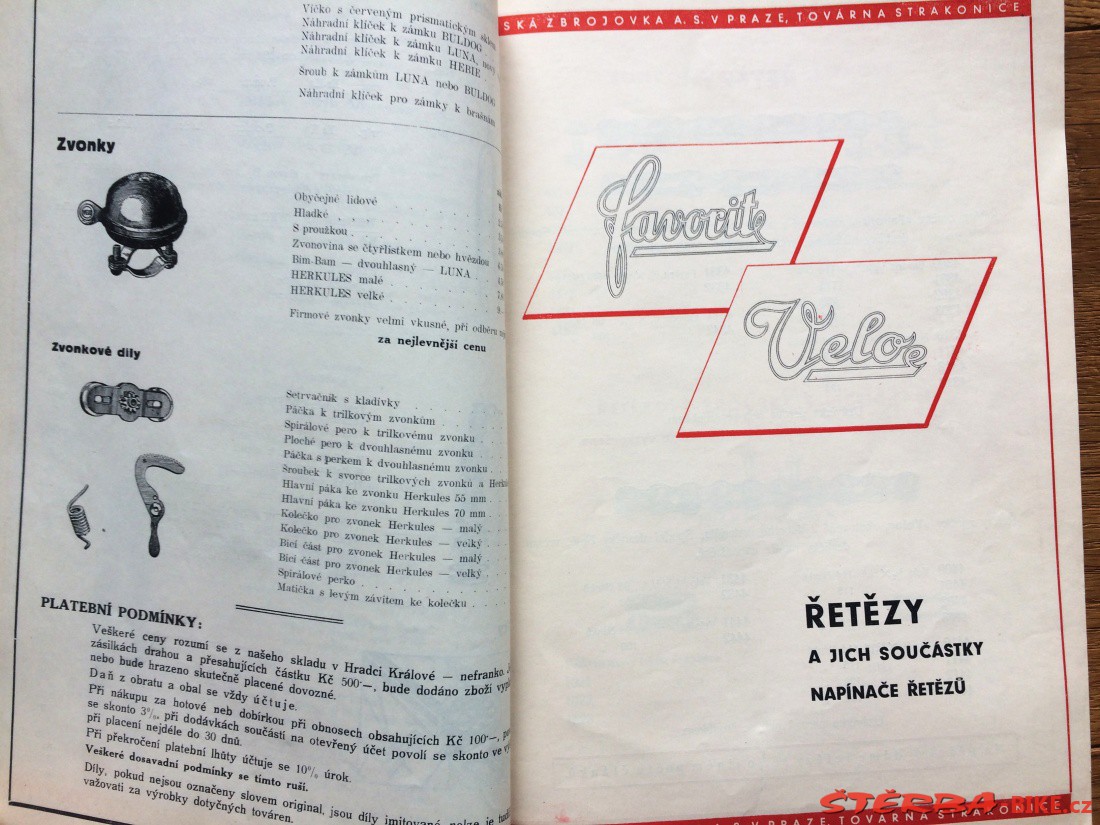 Víčko s červeným prismatickým sklem
Náhradní klíček k zámku BULDOG
Náhradní klíček k zámku LUNA, nový
Náhradní klíček k zámku HEBIE
Šroub k zámkům LUNA nebo BULDOG
Náhradní klíček pro zámky k brašnám
Zvonky
Obyčejné lidové
Hladké
S proužkou
Zvonovina se čtyřlístkem nebo hvězdou
Bim-Bam — dvouhlasný — LUNA
HERKULES malé
HERKULES velké
Firmové zvonky velmi vkusné, při odběru
za nejlevnější cenu
Zvonkové díly
Setrvačník s kladívky
Páčka k trilkovým zvonkům
Spirálové pero k trilkovému zvonku
Ploché pero k dvouhlasnému zvonku
Páčka s perkem k dvouhlasnému zvonku
Šroubek k svorce trilkových zvonků a
Hlavní páka ke zvonku Herkules 55 mm
Hlavní páka ke zvonku Herkules 70 mm
Kolečko pro zvonek Herkules — malý
Kolečko pro zvonek Herkules — velký
Bicí část pro zvonek Herkules — malý
Bicí část pro zvonek Herkules — velký
Spirálové perko
Matička s levým závitem ke kolečku
PLATEBNÍ PODMÍNKY:
Veškeré ceny rozumí se z našeho skladu v Hradci Králové — nefranko.
zásilkách drahou a přesahujících částku Kč 500·—, bude dodáno zboží
nebo bude hrazeno skutečně placené dovozné.
Daň z obratu a obal se vždy účtuje.
Při nákupu za hotové neb dobírkou při obnosech obsahujících Kč 100·—,
se skonto 3%, při dodávkách součástí na otevřený účet povolí se skonto ve
při placení nejdéle do 30 dnů.
Při překročení platební lhůty účtuje se 10% úrok.
Veškeré dosavadní podmínky se tímto ruší.
Díly, pokud nejsou označeny slovem original, jsou díly imitované, nelze je
važovati za výrobky dotyčných továren.
SKÁ ZBROJOVKA A. S. V PRAZE, TOVÁRNA STRAKONICE
favorit
Velo
ŘETĚZY
A JICH SOUČÁSTKY
NAPÍNAČE ŘETĚZŮ
ŠTĚRBA-BIKE.cz
S. V PRAZE, TOVÁRNA STRAKONICE